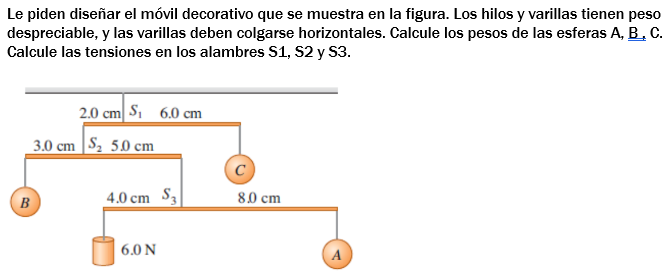 Le piden diseñar el móvil decorativo que se muestra en la figura. Los hilos y varillas tienen peso
despreciable, y las varillas deben colgarse horizontales. Calcule los pesos de las esferas A, B , C.
Calcule las tensiones en los alambres S1, S2 y S3.
2.0 cm S₁ 6.0 cm
3.0 cm S₂ 5.0 cm
C
B
4.0 cm S₃ 8.0 cm
6.0 N
A